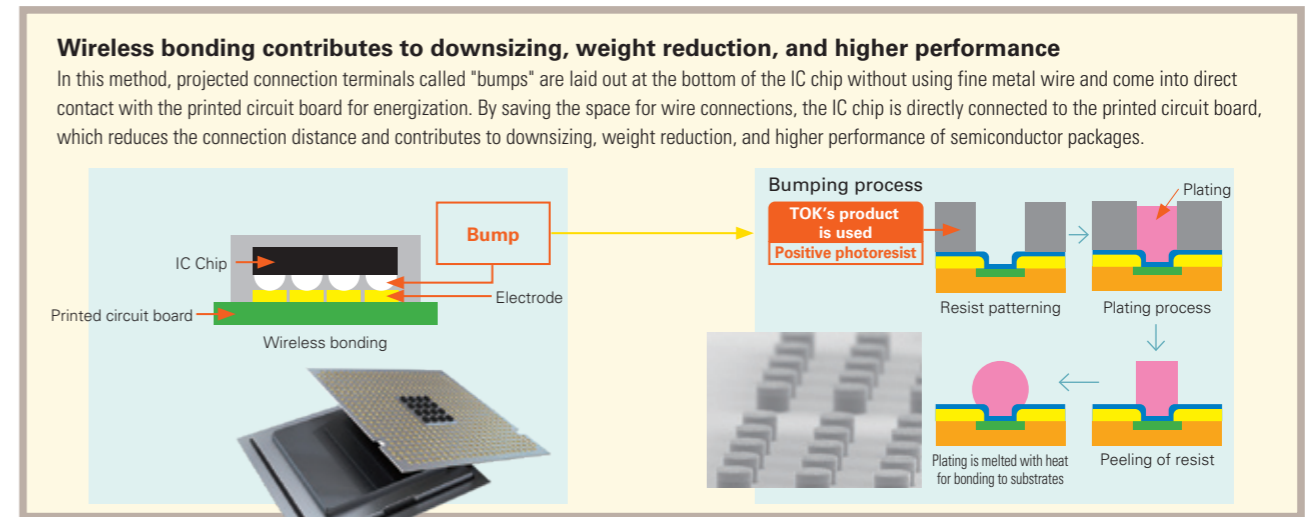 Wireless bonding contributes to downsizing, weight reduction, and higher performance
In this method, projected connection terminals called "bumps" are laid out at the bottom of the IC chip without using fine metal wire and come into direct
contact with the printed circuit board for energization. By saving the space for wire connections, the IC chip is directly connected to the printed circuit board,
which reduces the connection distance and contributes to downsizing, weight reduction, and higher performance of semiconductor packages.
Bump
IC Chip
Electrode
Printed circuit board
Wireless bonding
Bumping process
TOK's product
is used
Positive photoresist
Plating
Resist patterning
Plating process
Plating is melted with heat
for bonding to substrates
Peeling of resist